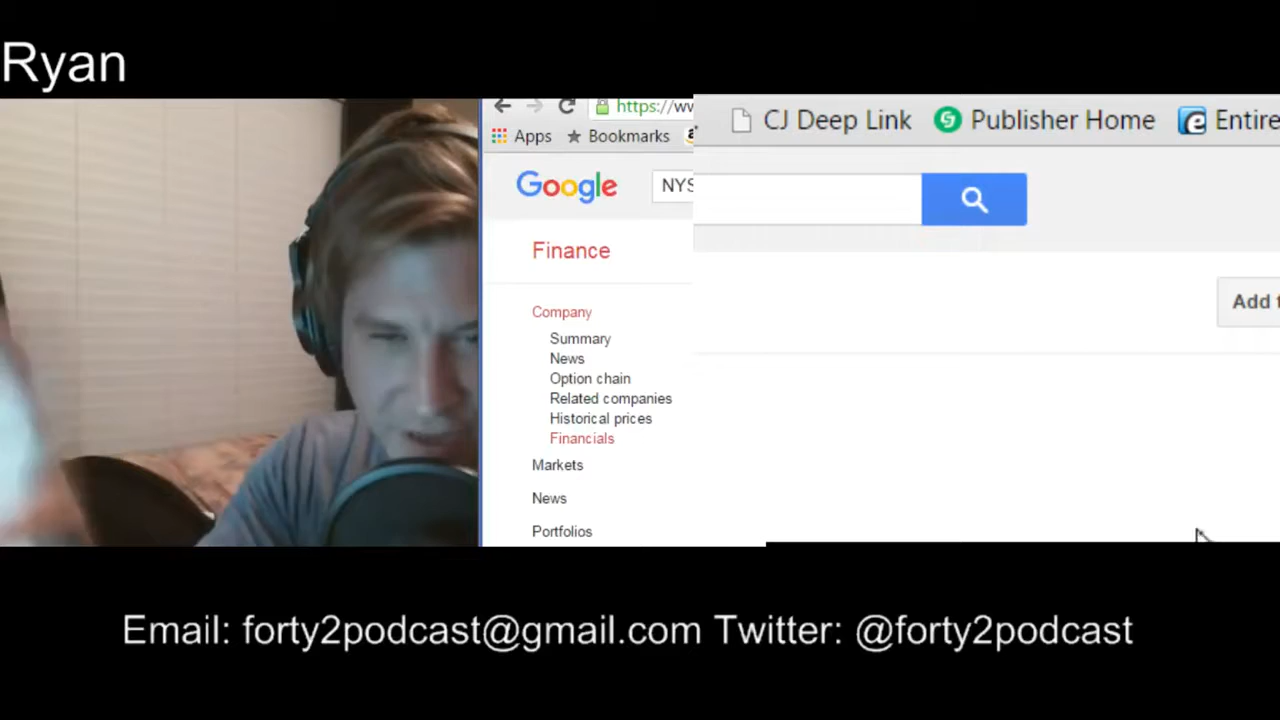 Ryan
https://ww
Apps Bookmarks
CJ Deep Link Publisher Home Entire
Google NYS
Add
Finance
Company
Summary
News
Option chain
Related companies
Historical prices
Financials
Markets
News
Portfolios
Email: forty2podcast@gmail.com Twitter: @forty2podcast